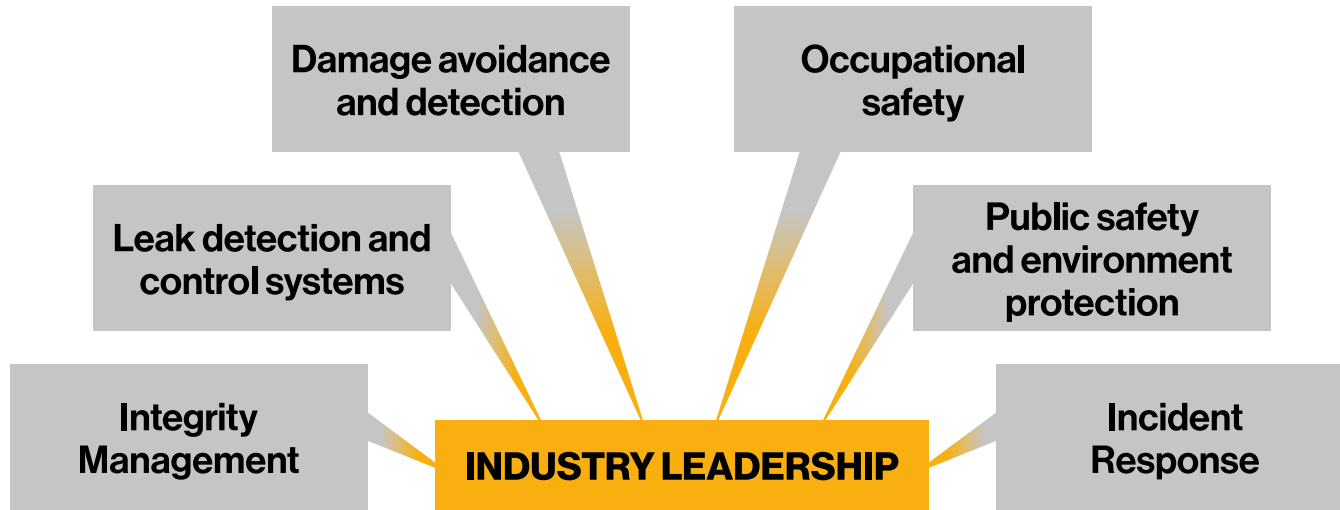 Damage avoidance
and detection
Occupational
safety
Leak detection and
control systems
Public safety
and environment
protection
Integrity
Management
INDUSTRY LEADERSHIP
Incident
Response